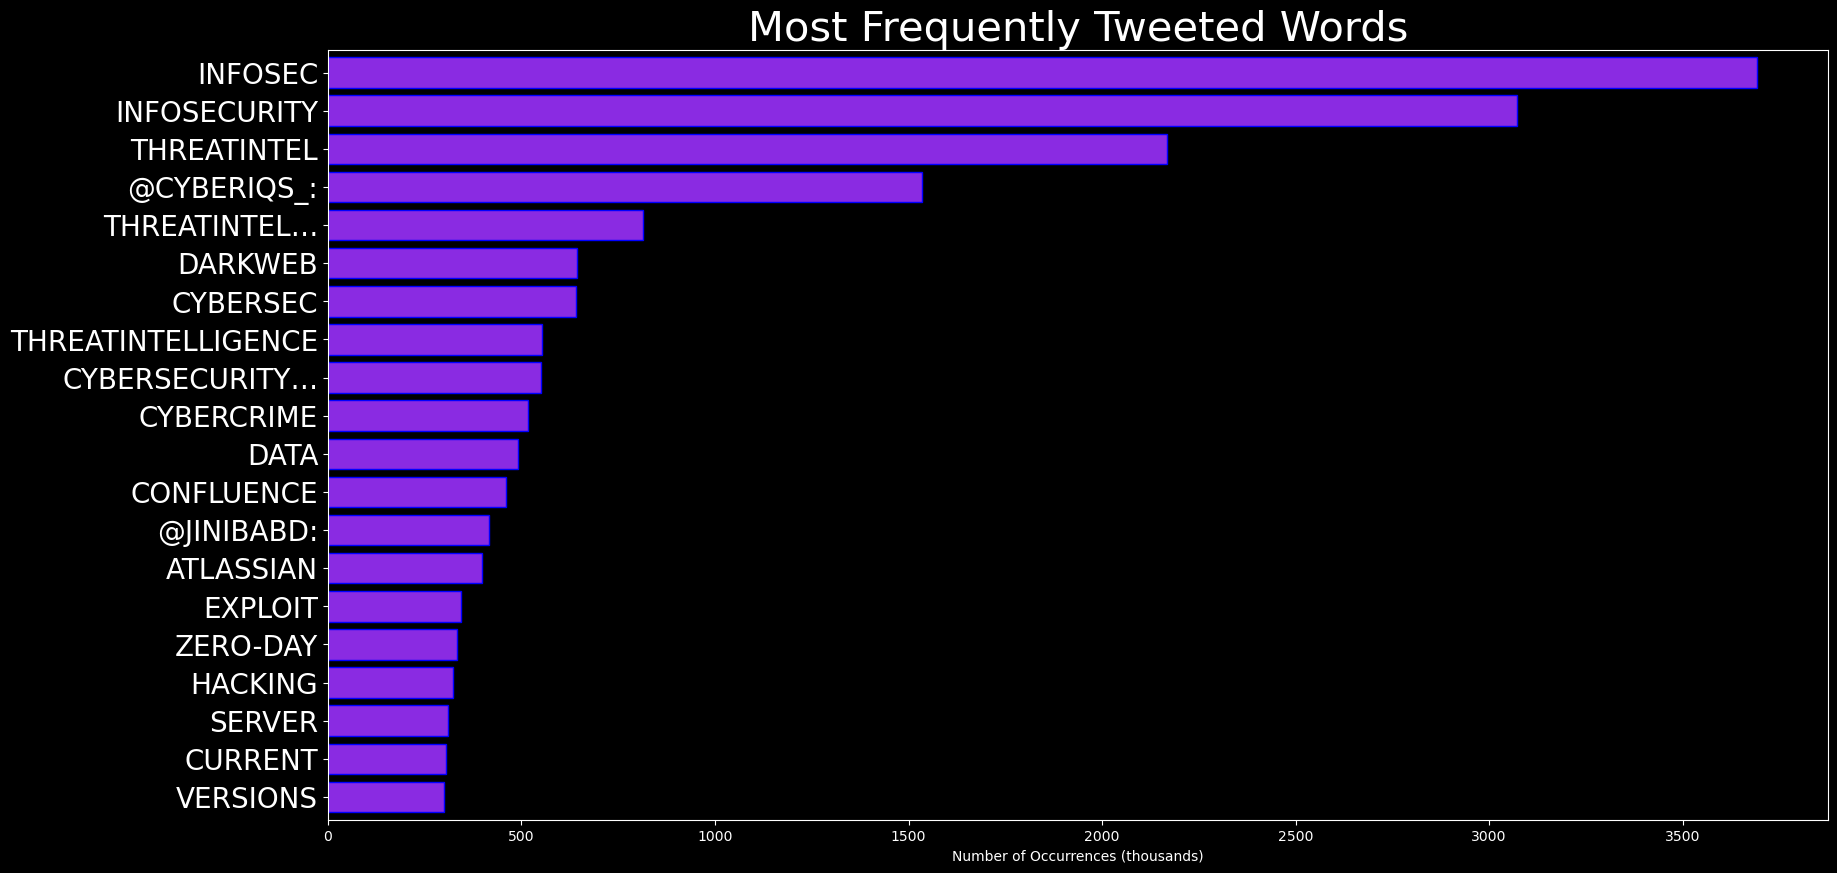 Most Frequently Tweeted Words
INFOSEC
INFOSECURITY
THREATINTEL
@CYBERIQS_:
THREATINTEL…
DARKWEB
CYBERSEC
THREATINTELLIGENCE
CYBERSECURITY…
CYBERCRIME
DATA
CONFLUENCE
@JINIBABD:
ATLASSIAN
EXPLOIT
ZERO-DAY
HACKING
SERVER
CURRENT
VERSIONS
0 500 1000 1500 2000 2500 3000 3500
Number of Occurrences (thousands)